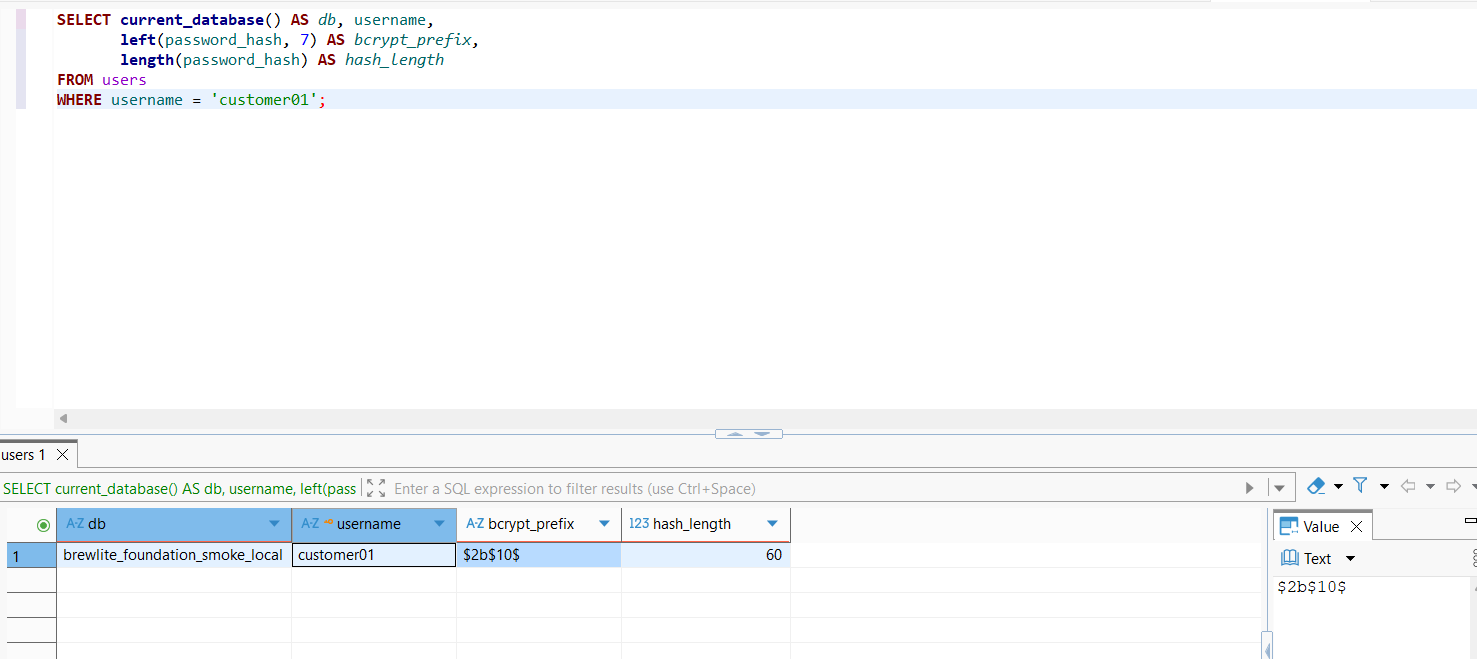 SELECT current_database() AS db, username,
left(password_hash, 7) AS bcrypt_prefix,
length(password_hash) AS hash_length
FROM users
WHERE username = 'customer01';
users 1
SELECT current_database() AS db, username, left(pass
Enter a SQL expression to filter results (use Ctrl+Space)
A-Z db
A-Z username
A-Z bcrypt_prefix
123 hash_length
1 brewlite_foundation_smoke_local customer01 $2b$10$ 60
Value
Text
$2b$10$